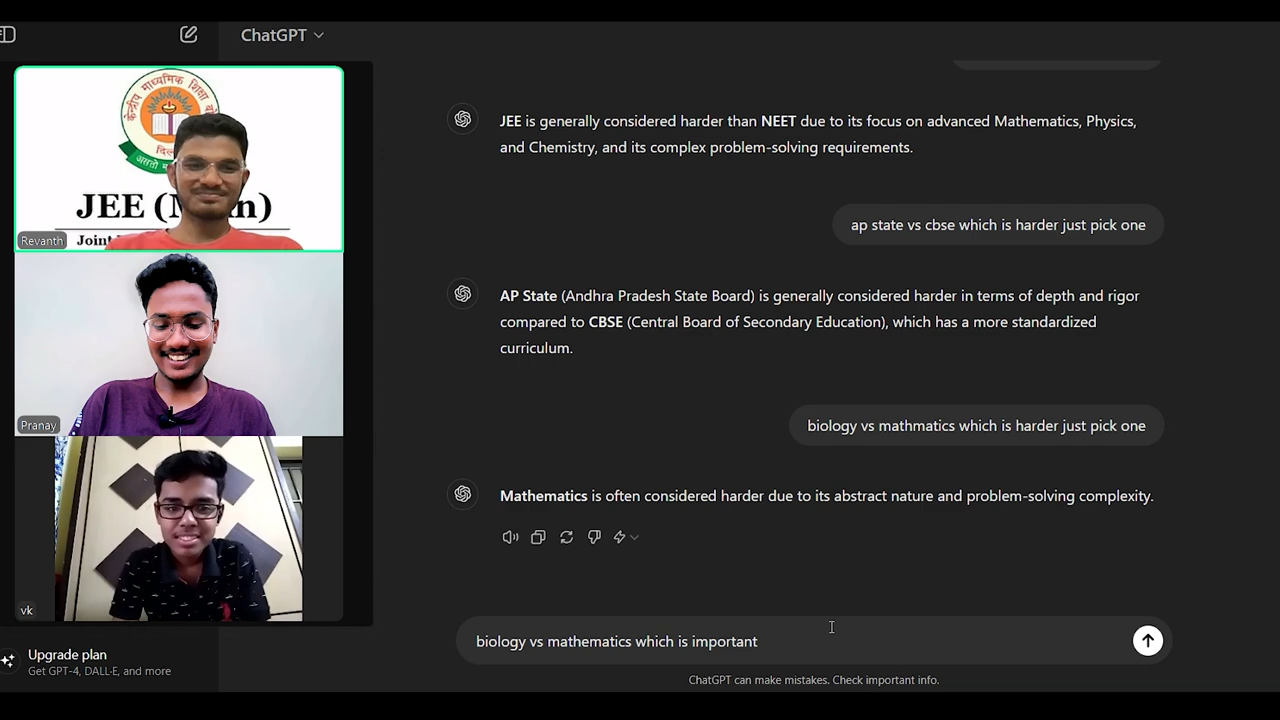 ChatGPT
JEE is generally considered harder than NEET due to its focus on advanced Mathematics, Physics,
and Chemistry, and its complex problem-solving requirements.
ap state vs cbse which is harder just pick one
AP State (Andhra Pradesh State Board) is generally considered harder in terms of depth and rigor
compared to CBSE (Central Board of Secondary Education), which has a more standardized
curriculum.
biology vs mathmatics which is harder just pick one
Mathematics is often considered harder due to its abstract nature and problem-solving complexity.
biology vs mathematics which is important
ChatGPT can make mistakes. Check important info.
केन्द्रीय माध्यमिक शिक्षा
असतो
JEE
Revanth
Pranay
vk
Upgrade plan
Get GPT-4, DALL·E, and more